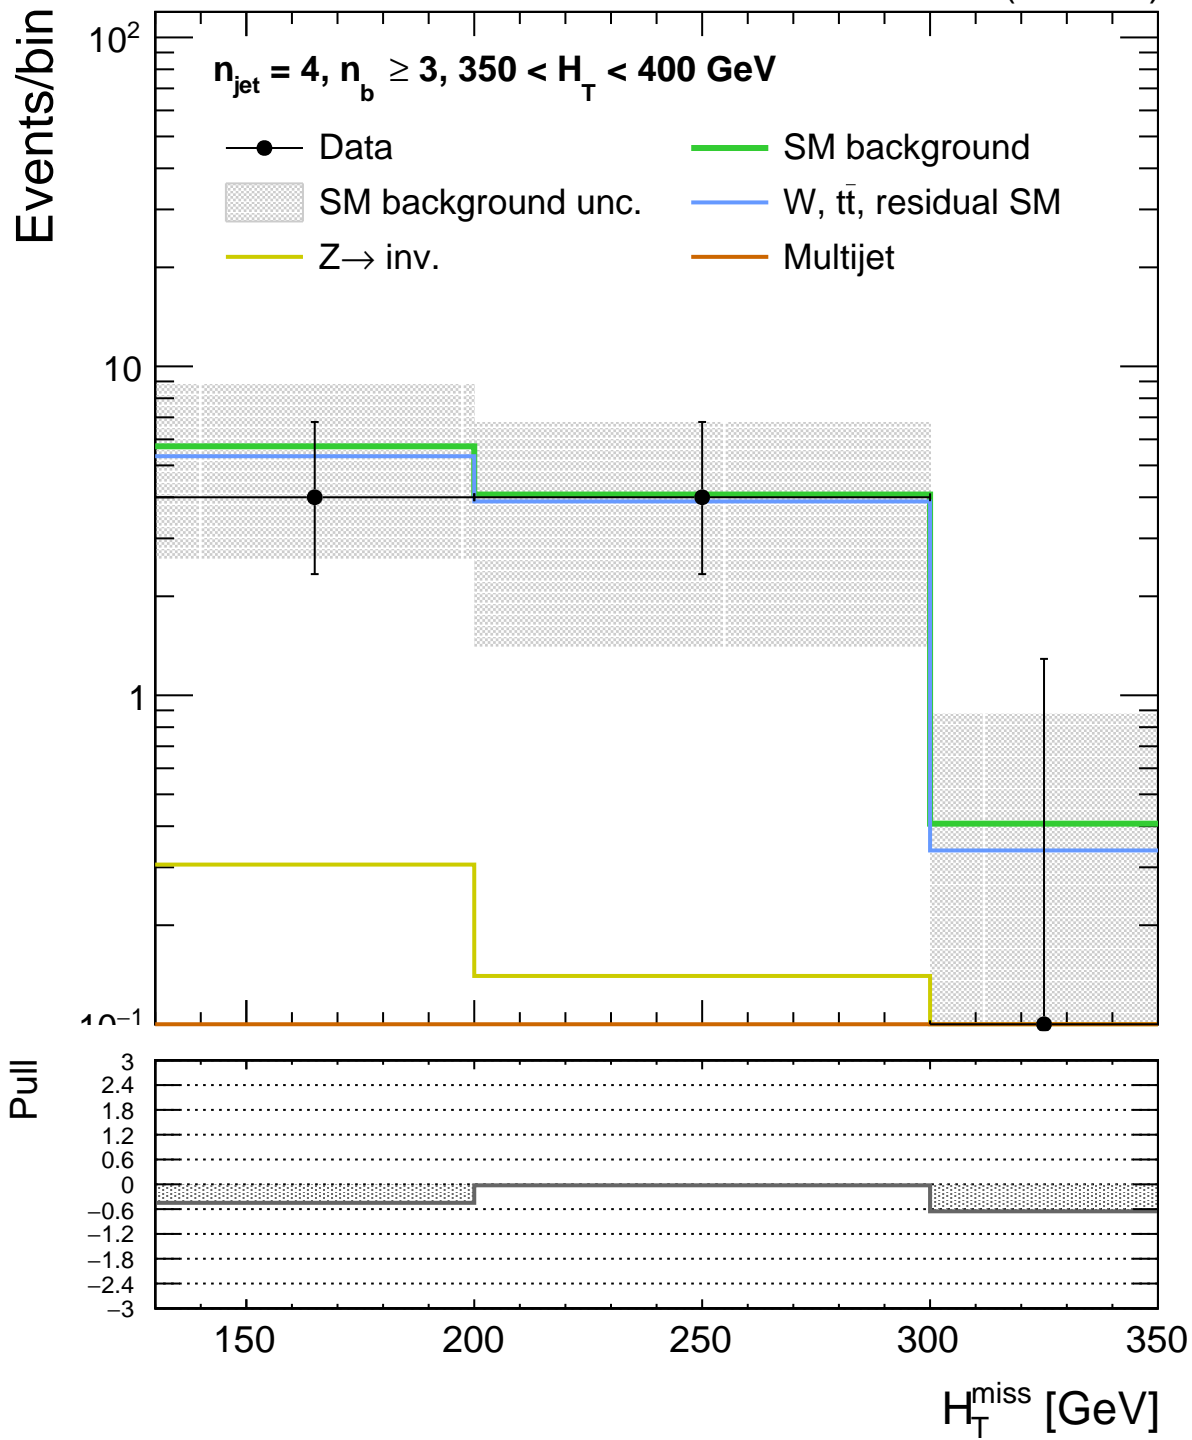 Events/bin
10²
10
1
10⁻¹
n_jet = 4, n_b ≥ 3, 350 < H_T < 400 GeV
Data
SM background
SM background unc.
W, tt̄, residual SM
Z→ inv.
Multijet
Pull
3
2.4
1.8
1.2
0.6
0
−0.6
−1.2
−1.8
−2.4
−3
150 200 250 300 350
H_T^miss [GeV]